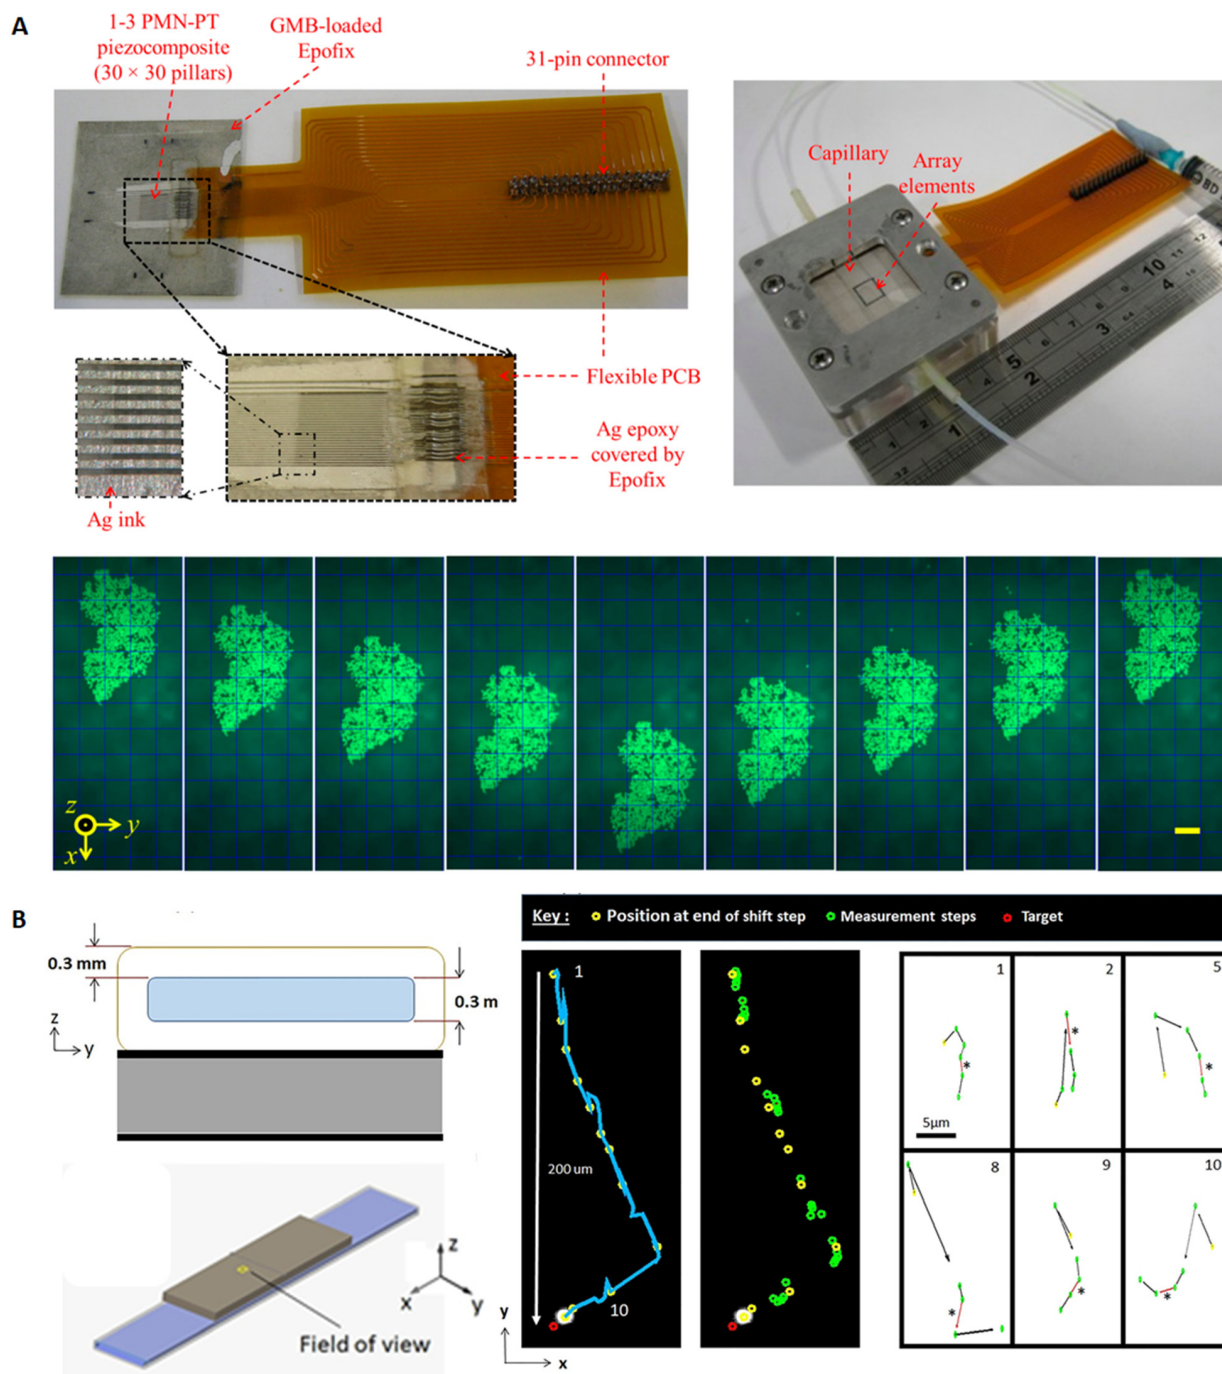 A
1-3 PMN-PT
piezocomposite
(30 × 30 pillars)
GMB-loaded
Epofix
31-pin connector
Capillary
Array
elements
Flexible PCB
Ag epoxy
covered by
Epofix
Ag ink
z
y
x
B
0.3 mm
0.3 m
z
y
z
x
y
Field of view
Key : Position at end of shift step Measurement steps Target
1
200 um
10
y
x
1
2
5
*
*
*
5µm
8
9
10
*
*
*